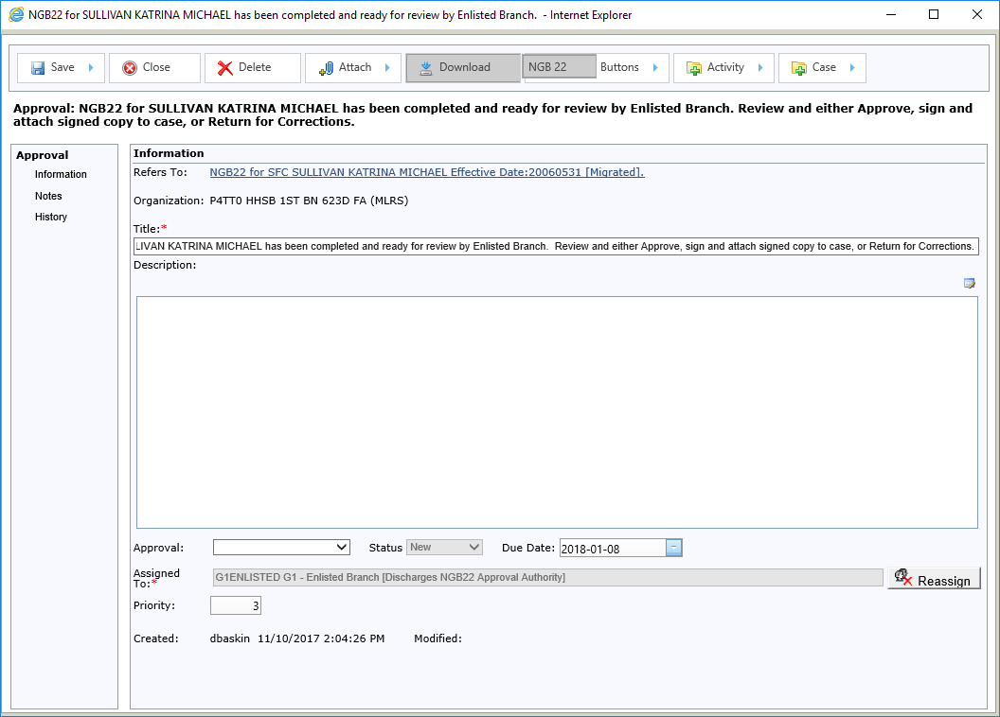 NGB22 for SULLIVAN KATRINA MICHAEL has been completed and ready for review by Enlisted Branch.  - Internet Explorer
Save Close Delete Attach Download NGB 22 Buttons Activity Case
Approval: NGB22 for SULLIVAN KATRINA MICHAEL has been completed and ready for review by Enlisted Branch. Review and either Approve, sign and
attach signed copy to case, or Return for Corrections.
Approval
Information
Notes
History
Information
Refers To: NGB22 for SFC SULLIVAN KATRINA MICHAEL Effective Date:20060531 [Migrated].
Organization: P4TT0 HHSB 1ST BN 623D FA (MLRS)
Title:*
LIVAN KATRINA MICHAEL has been completed and ready for review by Enlisted Branch.  Review and either Approve, sign and attach signed copy to case, or Return for Corrections.
Description:
Approval: Status New Due Date: 2018-01-08
Assigned
To:* G1ENLISTED G1 - Enlisted Branch [Discharges NGB22 Approval Authority] Reassign
Priority: 3
Created: dbaskin 11/10/2017 2:04:26 PM Modified: